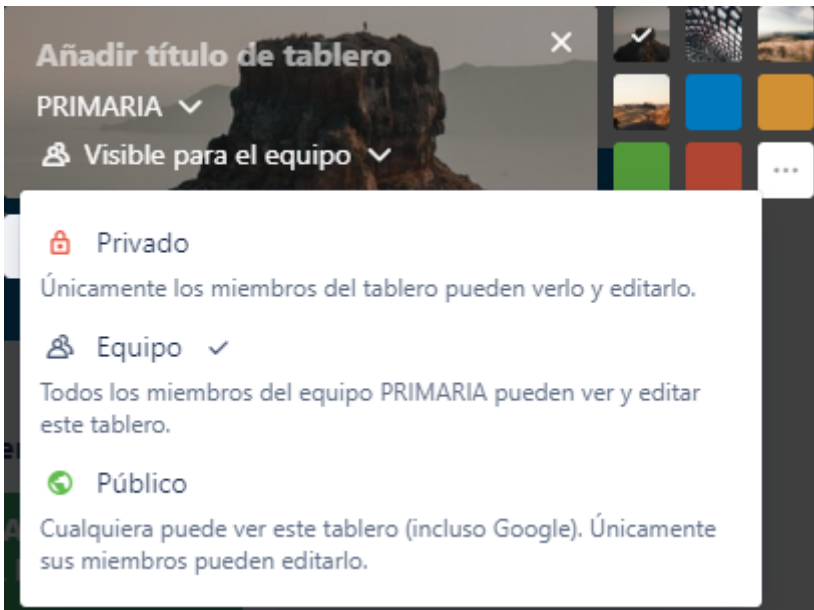 Añadir título de tablero
PRIMARIA
Visible para el equipo
Privado
Únicamente los miembros del tablero pueden verlo y editarlo.
Equipo
Todos los miembros del equipo PRIMARIA pueden ver y editar
este tablero.
Público
Cualquiera puede ver este tablero (incluso Google). Únicamente
sus miembros pueden editarlo.